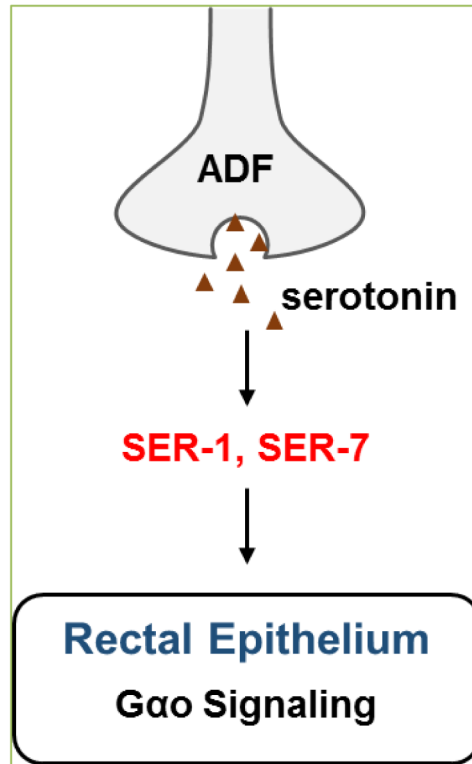 ADF
serotonin
SER-1, SER-7
Rectal Epithelium
Gαo Signaling